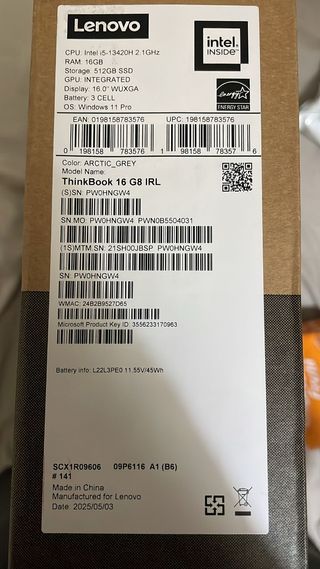 Lenovo
intel.
INSIDE™
CPU: Intel i5-13420H 2.1GHz
RAM: 16GB
Storage: 512GB SSD
GPU: INTEGRATED
Display: 16.0" WUXGA
Battery: 3 CELL
OS: Windows 11 Pro
ENERGY STAR
EAN: 0198158783576
UPC: 198158783576
0 198158 783576
1 98158 78357 6
Color: ARCTIC_GREY
Model Name:
ThinkBook 16 G8 IRL
(S)SN: PW0HNGW4
SN MO: PW0HNGW4 PWN0B5504031
(1S)MTM.SN: 21SH00JBSP PW0HNGW4
SN: PW0HNGW4
WMAC: 24B2B9527D65
Microsoft Product Key ID: 3556233170963
Battery info: L22L3PE0 11.55V/45Wh
SCX1R09606 09P6116 A1 (B6)
# 141
Made in China
Manufactured for Lenovo
Date: 2025/05/03